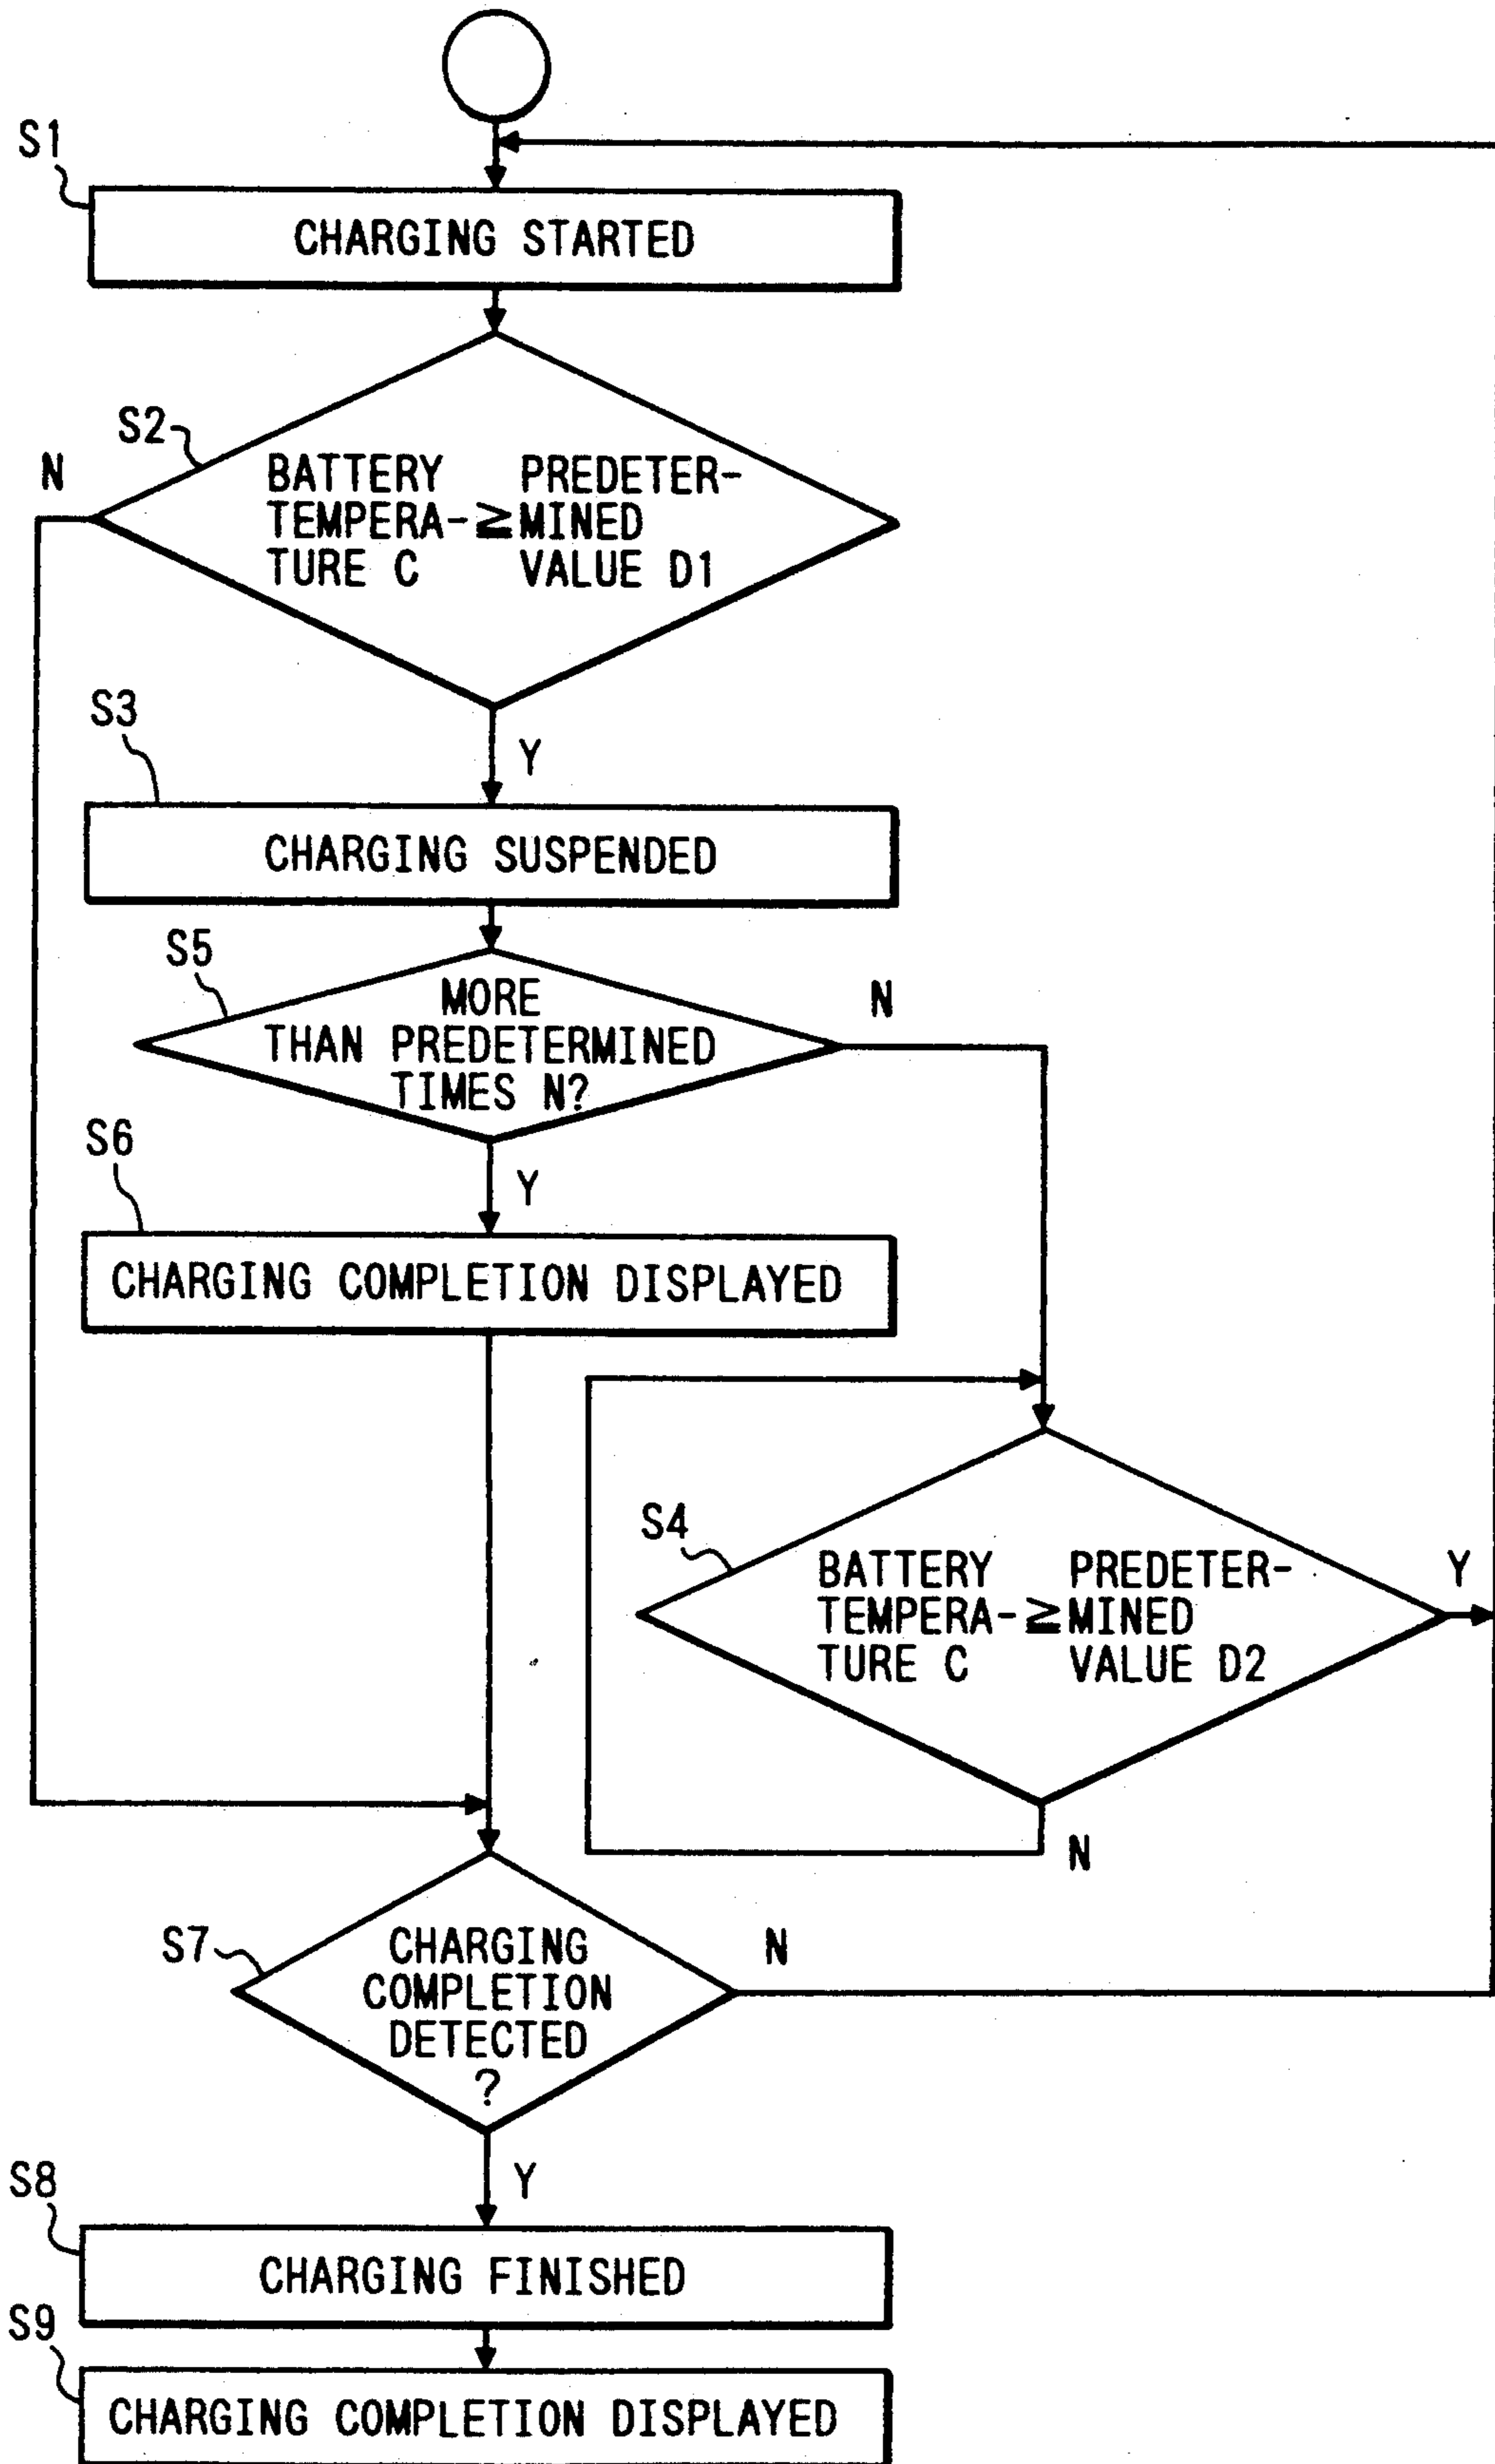 S1
CHARGING STARTED
S2
N
BATTERY PREDETER-
TEMPERA- ≧ MINED
TURE C VALUE D1
S3
Y
CHARGING SUSPENDED
S5
N
MORE
THAN PREDETERMINED
TIMES N?
S6
Y
CHARGING COMPLETION DISPLAYED
S4
BATTERY PREDETER-
Y
TEMPERA- ≧ MINED
TURE C VALUE D2
N
S7
N
CHARGING
COMPLETION
DETECTED
?
S8
Y
CHARGING FINISHED
S9
CHARGING COMPLETION DISPLAYED